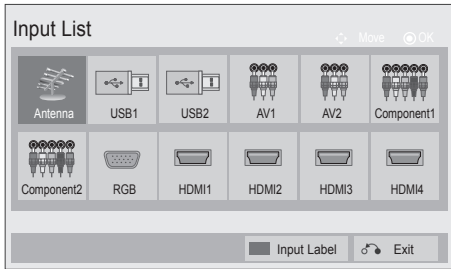 Input List
Move OK
Antenna USB1 USB2 AV1 AV2 Component1
Component2 RGB HDMI1 HDMI2 HDMI3 HDMI4
Input Label Exit